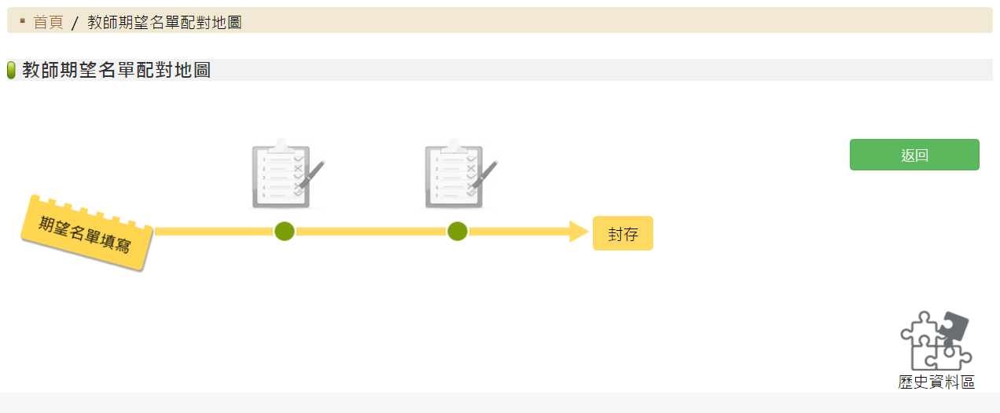 首頁 / 教師期望名單配對地圖
教師期望名單配對地圖
返回
期望名單填寫
封存
歷史資料區